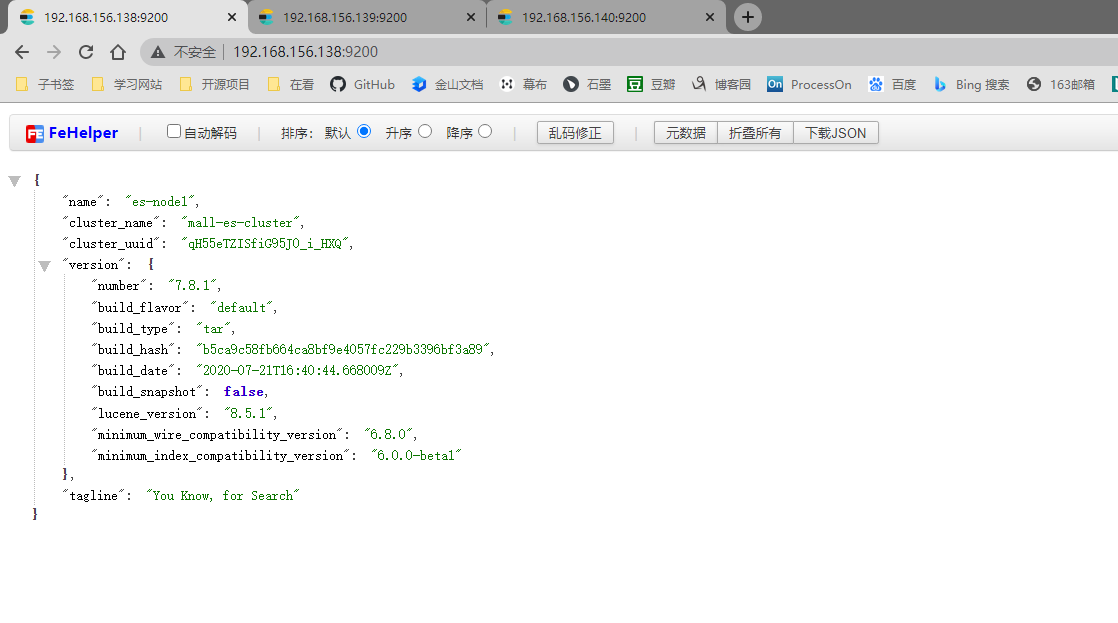 192.168.156.138:9200 192.168.156.139:9200 192.168.156.140:9200
不安全 192.168.156.138:9200
子书签 学习网站 开源项目 在看 GitHub 金山文档 幕布 石墨 豆 豆瓣 博客园 On ProcessOn 百度 Bing 搜索 163邮箱
FE FeHelper | 自动解码 | 排序: 默认 升序 降序 | 乱码修正 | 元数据 折叠所有 下载JSON
{
"name": "es-node1",
"cluster_name": "mall-es-cluster",
"cluster_uuid": "qH55eTZISfiG95JO_i_HXQ",
"version": {
"number": "7.8.1",
"build_flavor": "default",
"build_type": "tar",
"build_hash": "b5ca9c58fb664ca8bf9e4057fc229b3396bf3a89",
"build_date": "2020-07-21T16:40:44.668009Z",
"build_snapshot": false,
"lucene_version": "8.5.1",
"minimum_wire_compatibility_version": "6.8.0",
"minimum_index_compatibility_version": "6.0.0-beta1"
},
"tagline": "You Know, for Search"
}